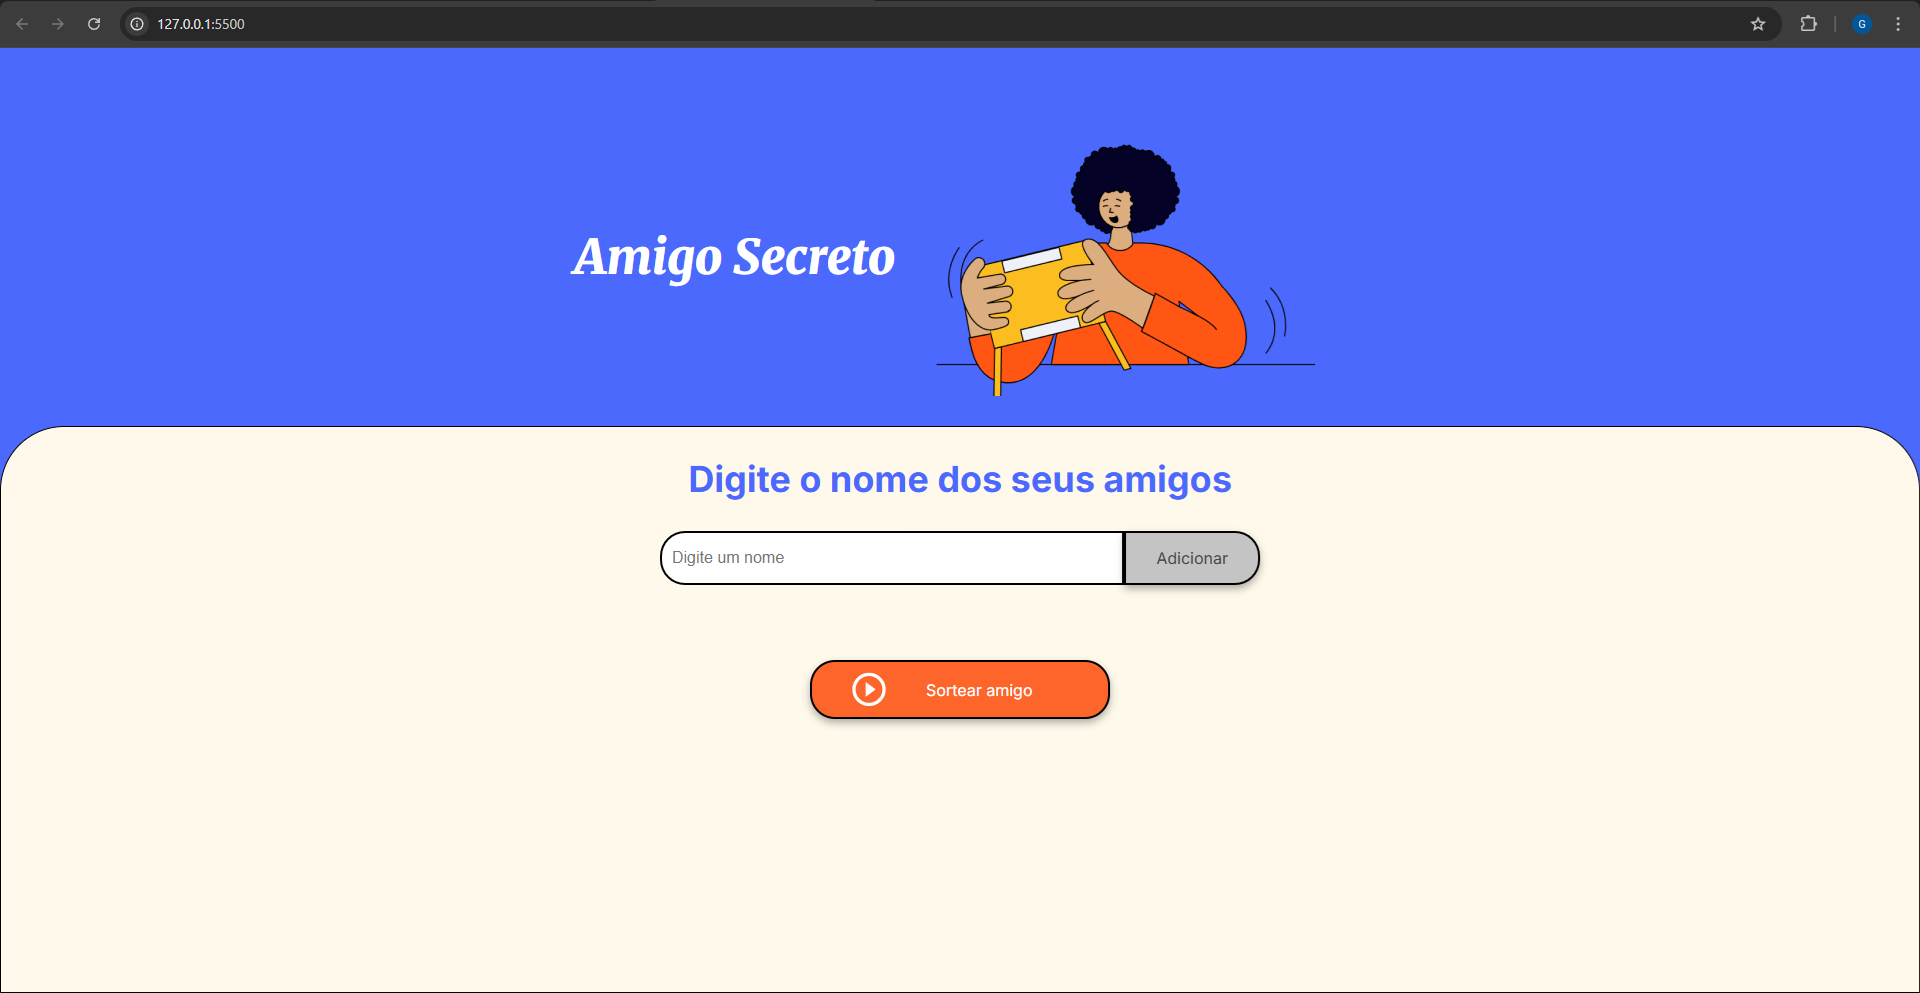 127.0.0.1:5500
G
Amigo Secreto
Digite o nome dos seus amigos
Digite um nome
Adicionar
Sortear amigo